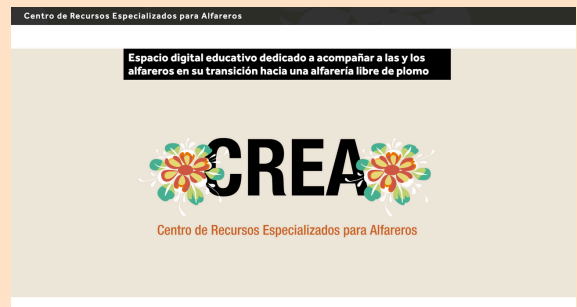 Centro de Recursos Especializados para Alfareros
Espacio digital educativo dedicado a acompañar a las y los
alfareros en su transición hacia una alfarería libre de plomo
CREA
Centro de Recursos Especializados para Alfareros